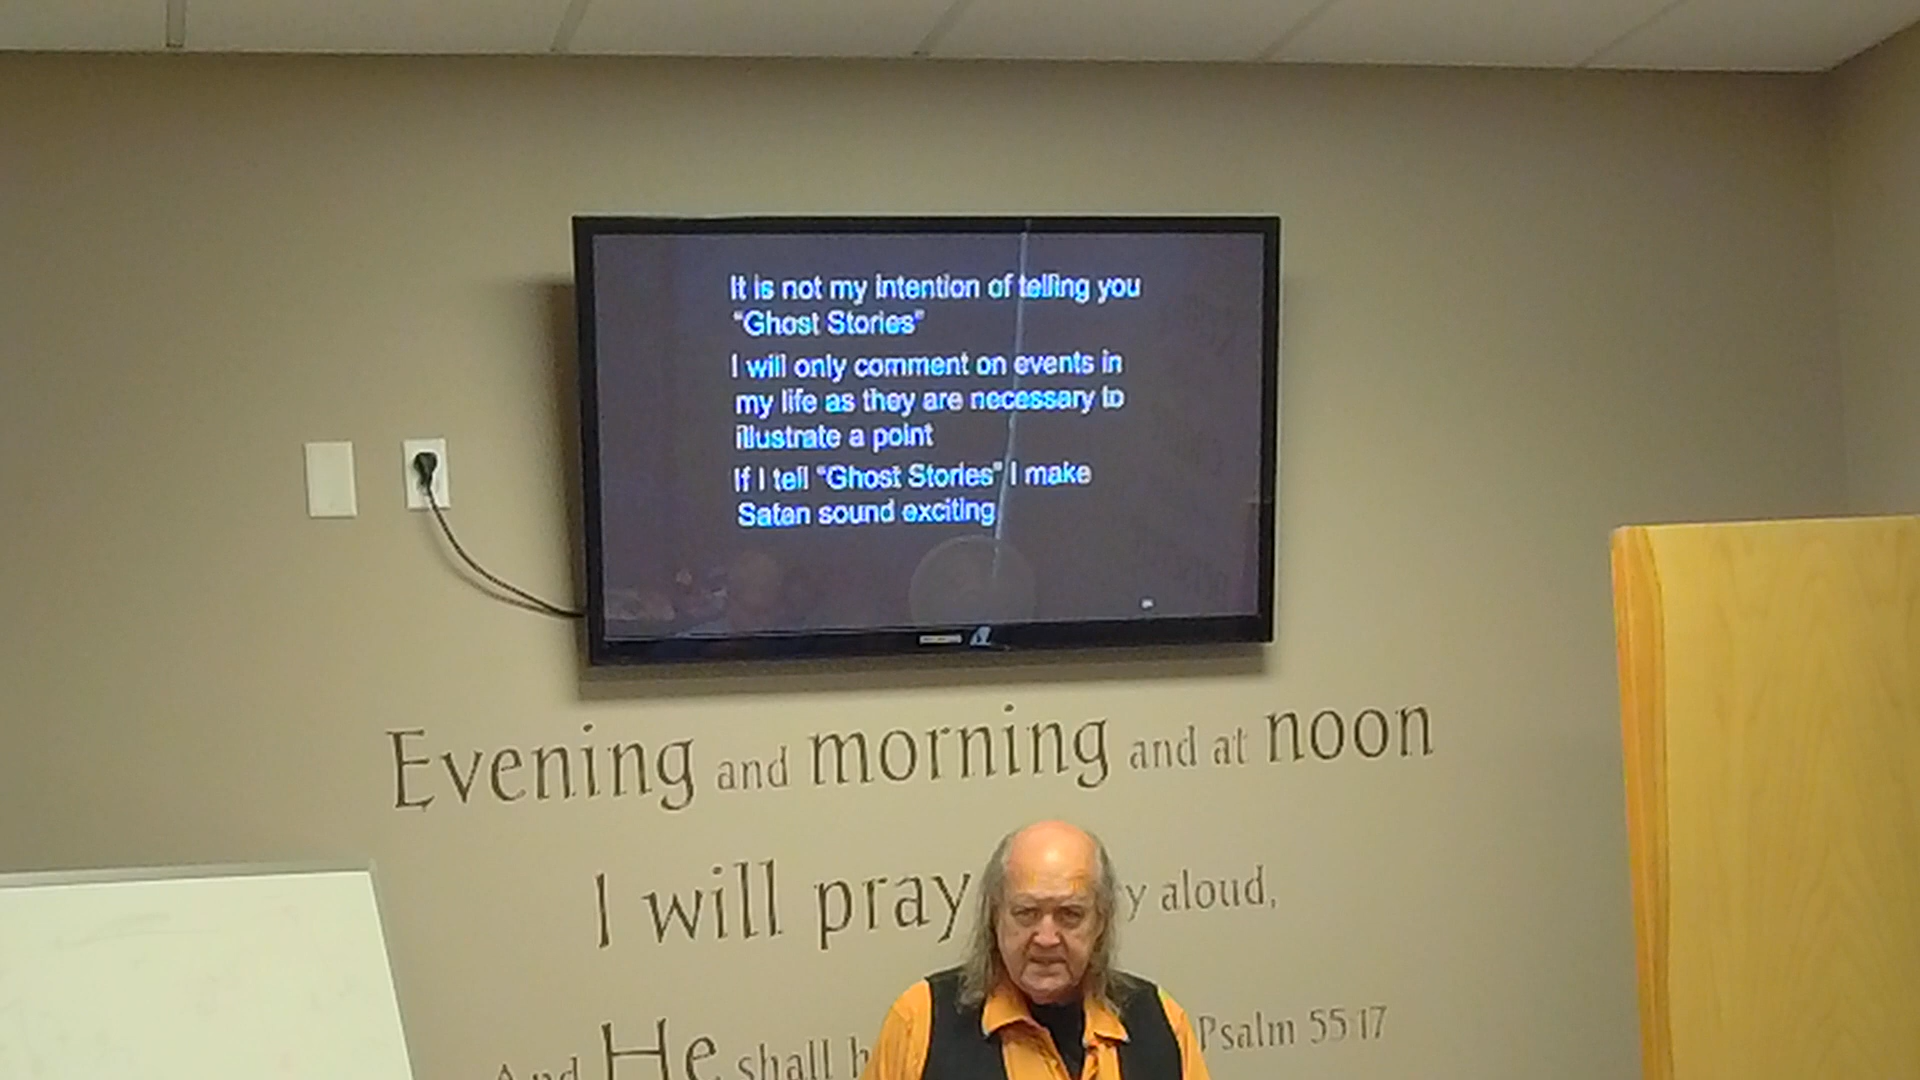 It is not my intention of telling you
"Ghost Stories"
I will only comment on events in
my life as they are necessary to
illustrate a point
If I tell "Ghost Stories" I make
Satan sound exciting
Evening and morning and at noon
I will pray y aloud,
And He shall h
Psalm 55 17